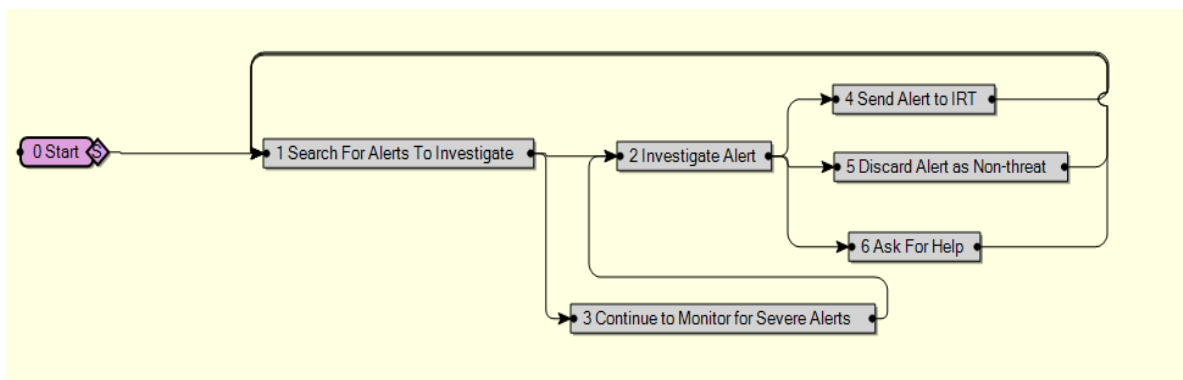 0 Start
S
1 Search For Alerts To Investigate
2 Investigate Alert
4 Send Alert to IRT
5 Discard Alert as Non-threat
6 Ask For Help
3 Continue to Monitor for Severe Alerts